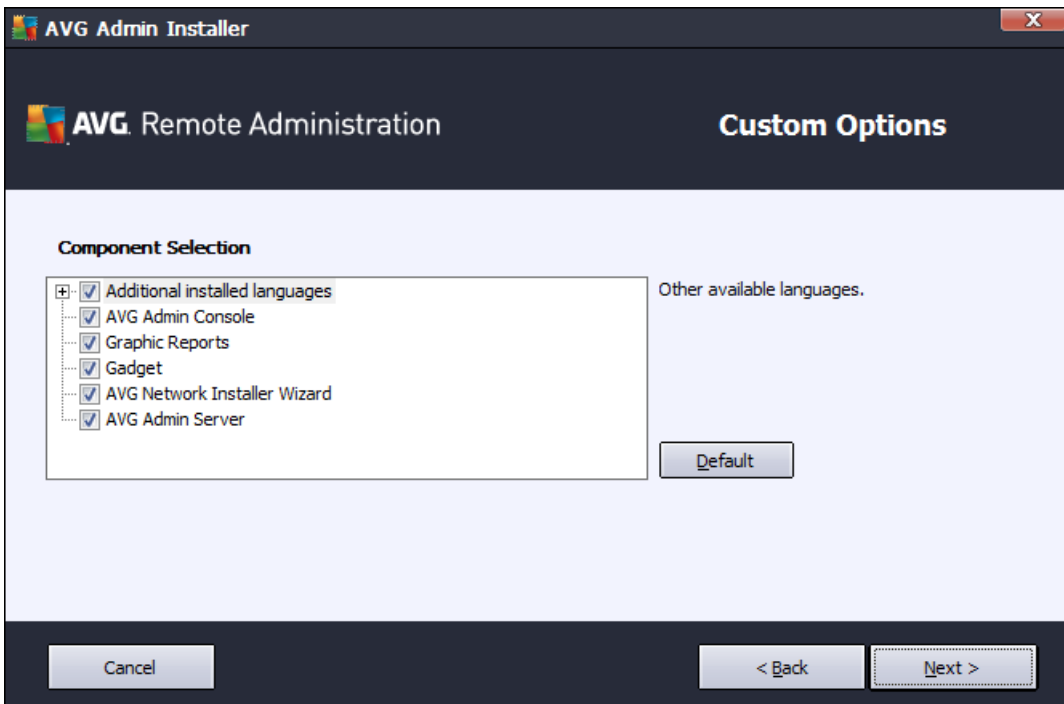 AVG Admin Installer
X
AVG. Remote Administration
Custom Options
Component Selection
Additional installed languages
AVG Admin Console
Graphic Reports
Gadget
AVG Network Installer Wizard
AVG Admin Server
Other available languages.
Default
Cancel
< Back
Next >